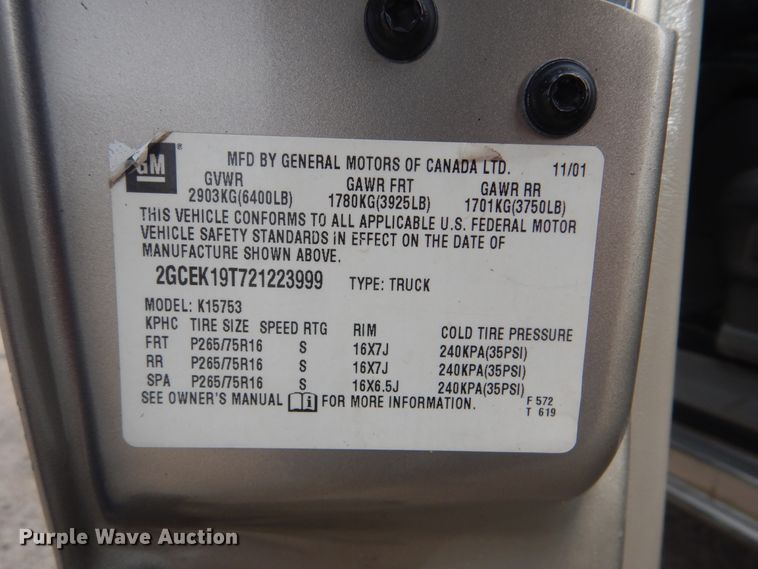 GM ® MFD BY GENERAL MOTORS OF CANADA LTD. 11/01
GVWR GAWR FRT GAWR RR
2903KG(6400LB) 1780KG(3925LB) 1701KG(3750LB)
THIS VEHICLE CONFORMS TO ALL APPLICABLE U.S. FEDERAL MOTOR
VEHICLE SAFETY STANDARDS IN EFFECT ON THE DATE OF
MANUFACTURE SHOWN ABOVE.
2GCEK19T721223999 TYPE: TRUCK
MODEL: K15753
KPHC TIRE SIZE SPEED RTG RIM COLD TIRE PRESSURE
FRT P265/75R16 S 16X7J 240KPA(35PSI)
RR P265/75R16 S 16X7J 240KPA(35PSI)
SPA P265/75R16 S 16X6.5J 240KPA(35PSI)
SEE OWNER'S MANUAL FOR MORE INFORMATION. F 572
T 619
Purple Wave Auction